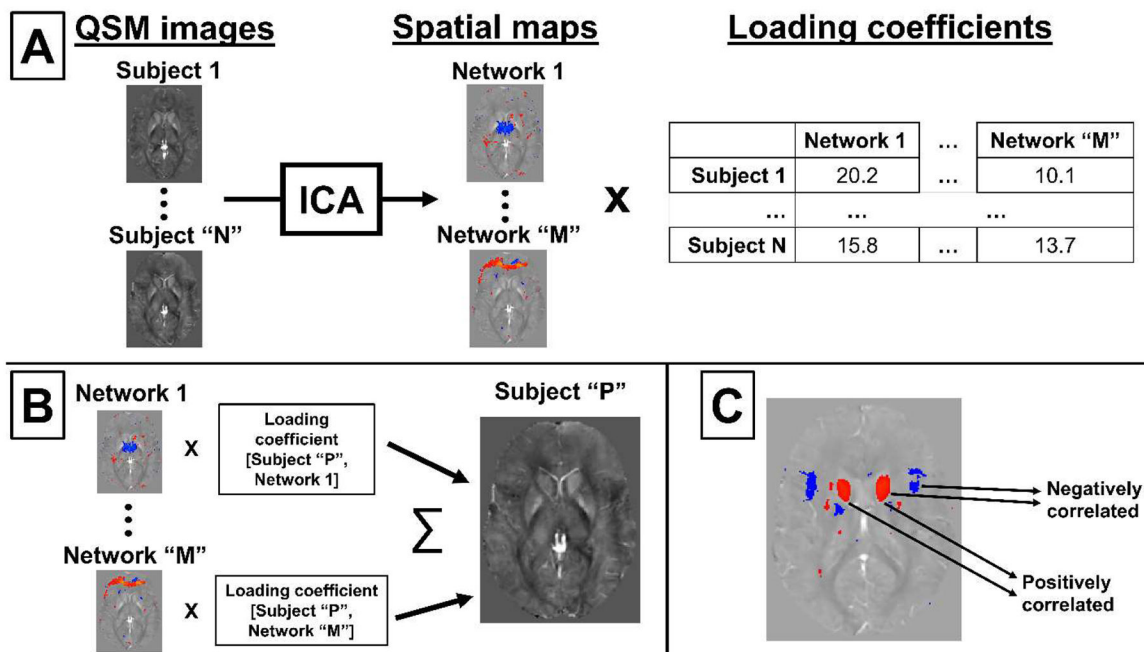 A
QSM images
Spatial maps
Loading coefficients
Subject 1
Network 1
Network 1 … Network “M”
Subject 1 20.2 … 10.1
… … …
Subject N 15.8 … 13.7
ICA
x
Subject “N”
Network “M”
B
Network 1
x
Loading
coefficient
[Subject “P”,
Network 1]
Network “M”
x
Loading coefficient
[Subject “P”,
Network “M”]
Σ
Subject “P”
C
Negatively
correlated
Positively
correlated